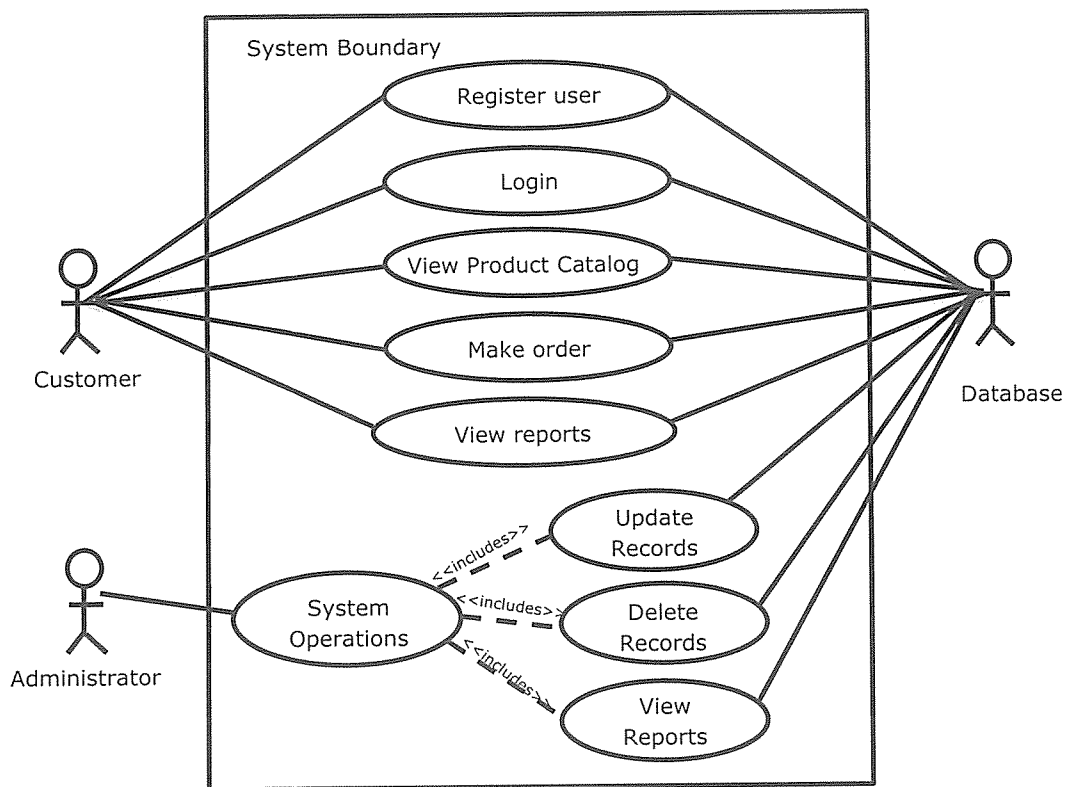 System Boundary
Register user
Login
View Product Catalog
Make order
View reports
Customer
Database
Update
Records
<<includes>>
<<includes>>
<<includes>>
System
Operations
Delete
Records
View
Reports
Administrator